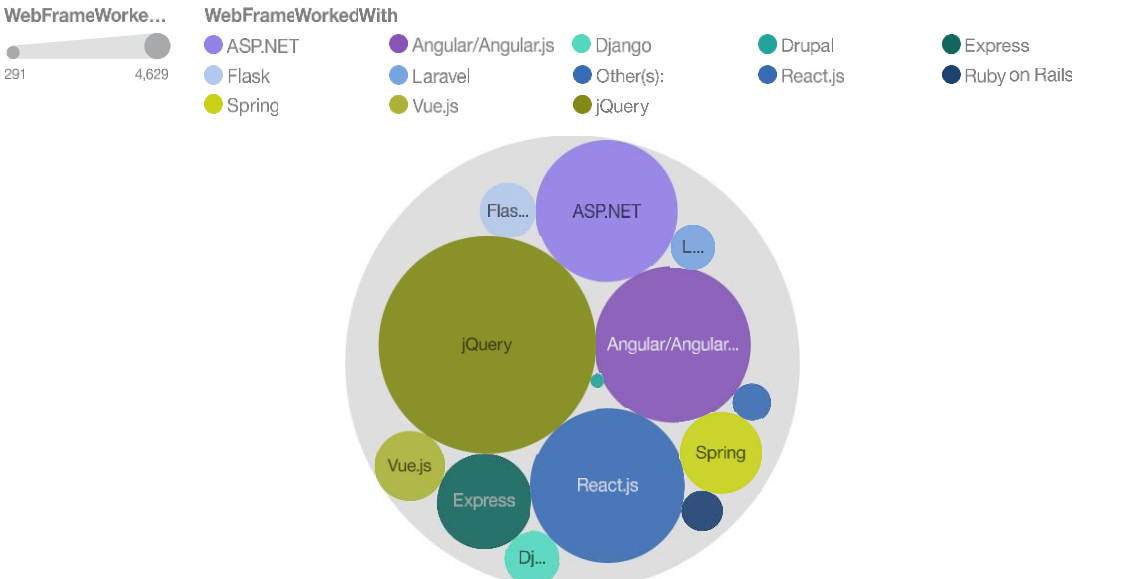 WebFrameWorke... WebFrameWorkedWith
ASP.NET Angular/Angular.js Django Drupal Express
291 4,629
Flask Laravel Other(s): React.js Ruby on Rails
Spring Vue.js jQuery
Flas... ASP.NET
L...
jQuery Angular/Angular...
Spring
Vue.js
React.js
Express
Dj...